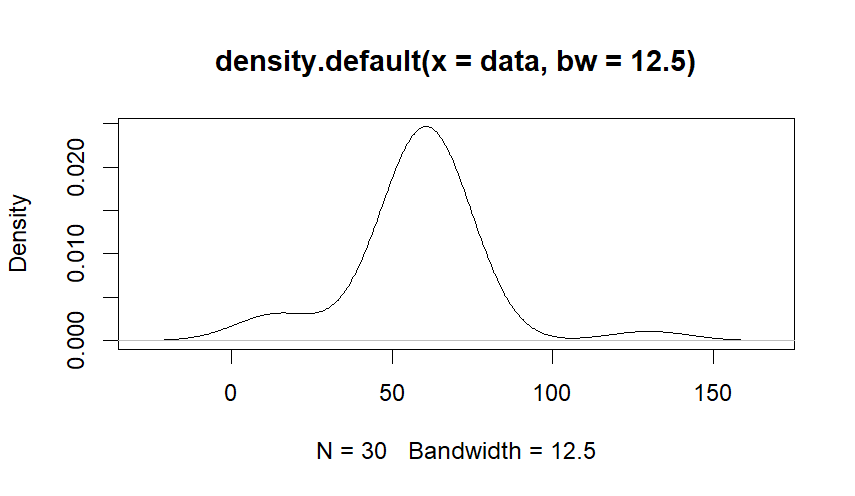 density.default(x = data, bw = 12.5)
Density
0.020
0.010
0.000
0 50 100 150
N = 30 Bandwidth = 12.5